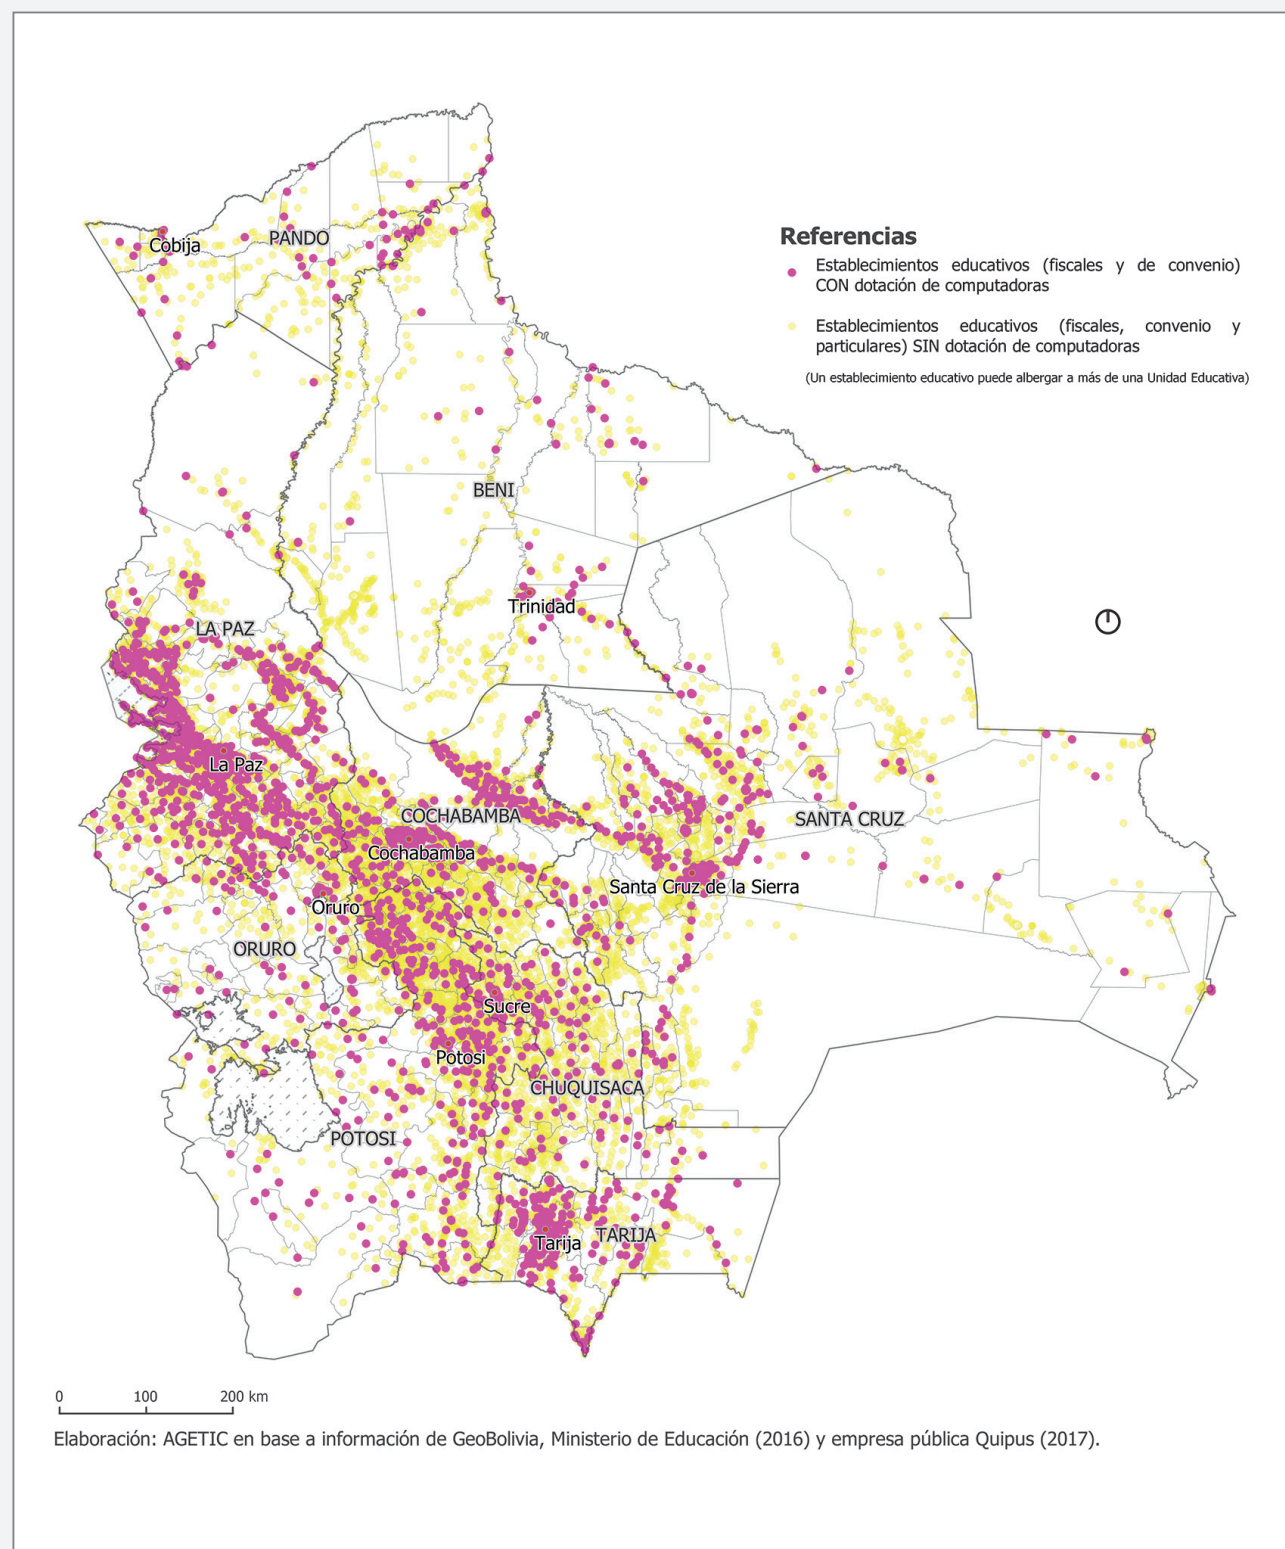 Cobija
PANDO
Referencias
Establecimientos educativos (fiscales y de convenio)
CON dotación de computadoras
Establecimientos educativos (fiscales, convenio y
particulares) SIN dotación de computadoras
(Un establecimiento educativo puede albergar a más de una Unidad Educativa)
BENI
Trinidad
LA PAZ
La Paz
COCHABAMBA
SANTA CRUZ
Cochabamba
Santa Cruz de la Sierra
Oruro
ORURO
Sucre
Potosi
CHUQUISACA
POTOSI
TARIJA
Tarija
0 100 200 km
Elaboración: AGETIC en base a información de GeoBolivia, Ministerio de Educación (2016) y empresa pública Quipus (2017).